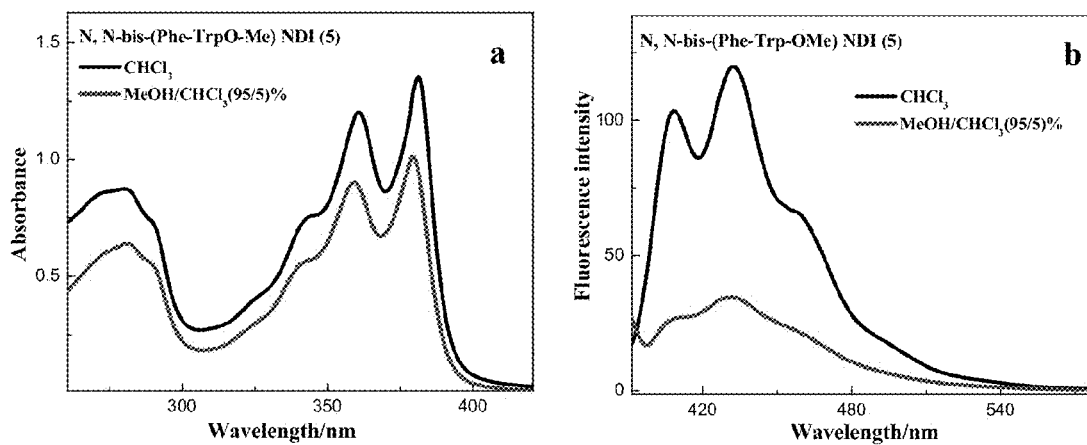 N, N-bis-(Phe-TrpO-Me) NDI (5)
a
CHCl3
MeOH/CHCl3(95/5)%
1.5
1.0
0.5
Absorbance
300
350
400
Wavelength/nm
N, N-bis-(Phe-Trp-OMe) NDI (5)
b
CHCl3
MeOH/CHCl3(95/5)%
100
50
0
Fluorescence intensity
420
480
540
Wavelength/nm